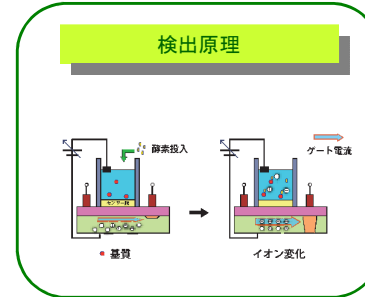 検出原理
酵素投入
ゲート電流
センサー膜
基質
イオン変化